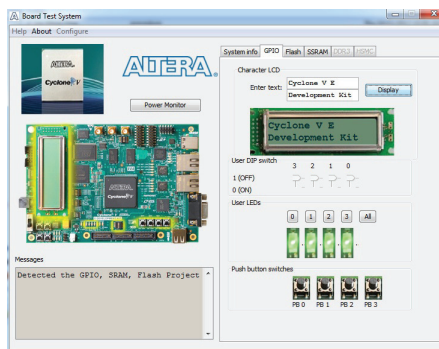 Board Test System
Help About Configure
ALTERA
Cyclone V
ALTERA
Power Monitor
Messages
Detected the GPIO, SRAM, Flash Project
System info GPIO Flash SSRAM DDR3 HSMC
Character LCD
Enter text:
Cyclone V E
Development Kit
Display
Cyclone V E
Development Kit
User DIP switch
3 2 1 0
1 (OFF)
0 (ON)
User LEDs
0 1 2 3 All
Push button switches
PB 0 PB 1 PB 2 PB 3